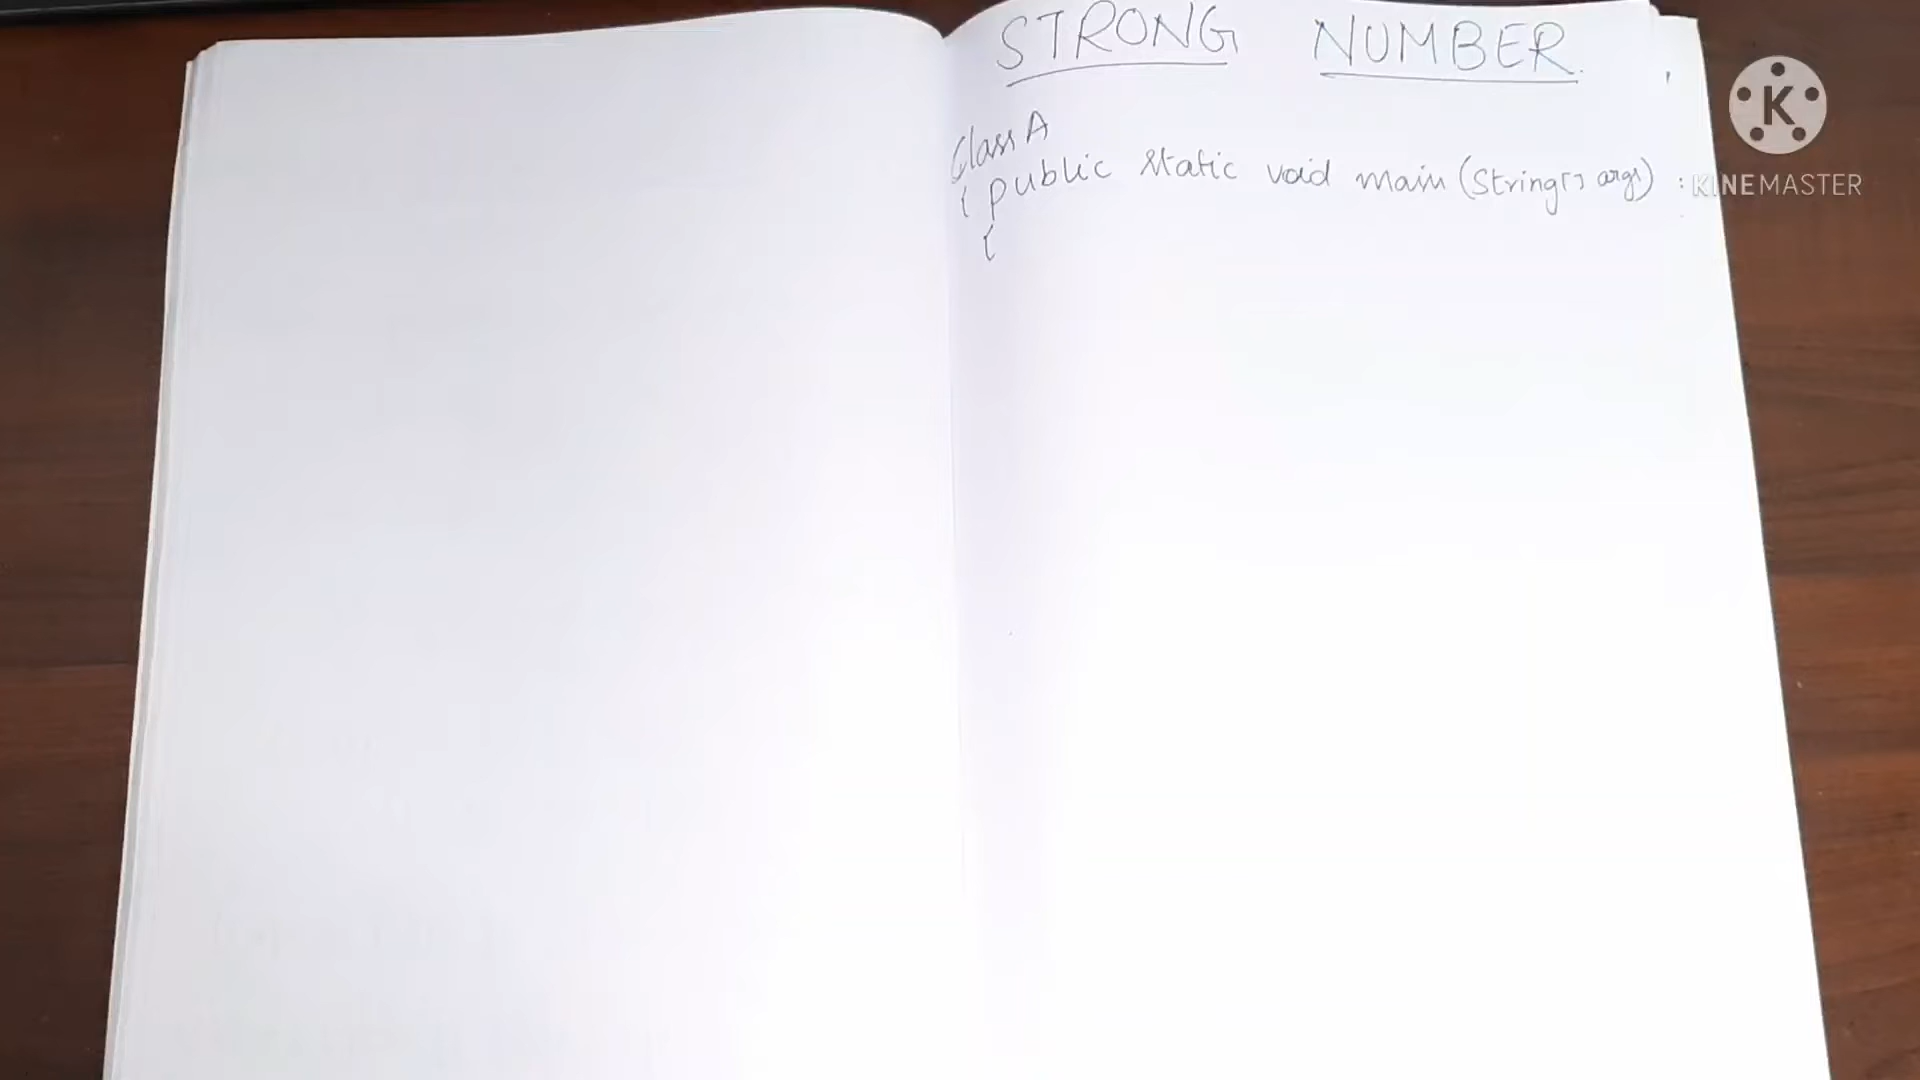 STRONG NUMBER
Class A
{ public static void main (String[] args)
{
K
KINEMASTER